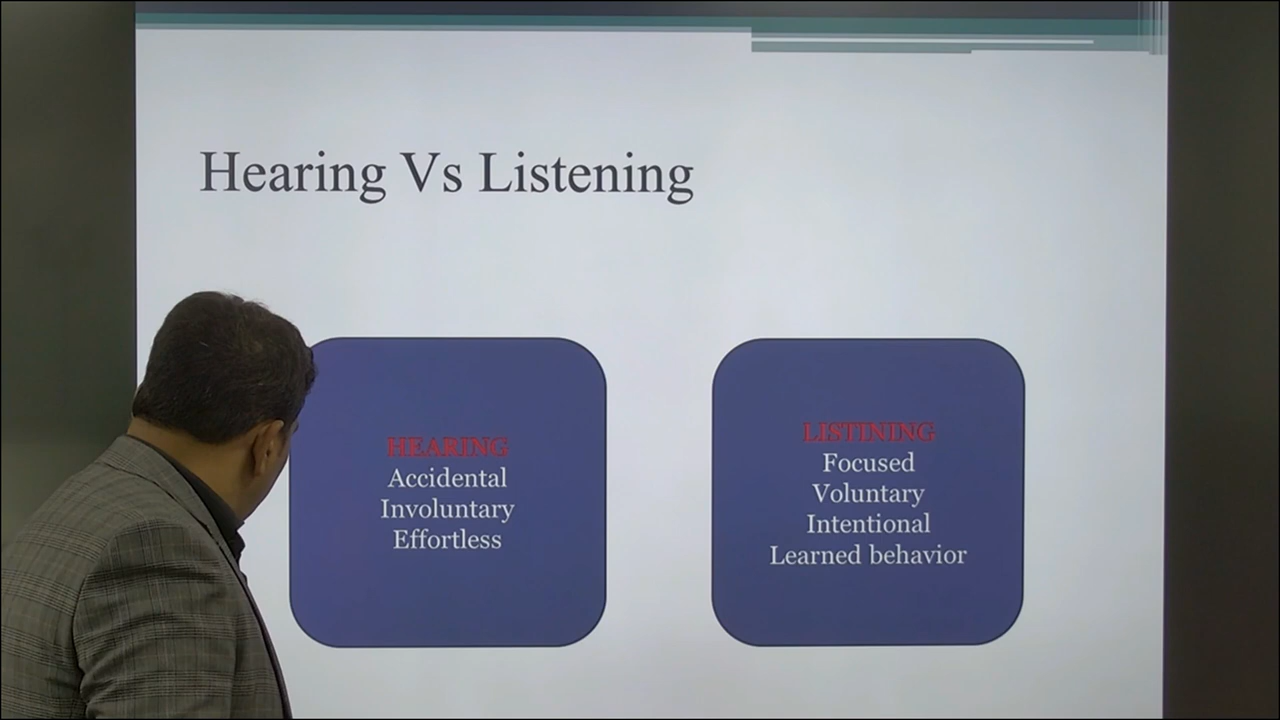 Hearing Vs Listening
HEARING
Accidental
Involuntary
Effortless
LISTINING
Focused
Voluntary
Intentional
Learned behavior